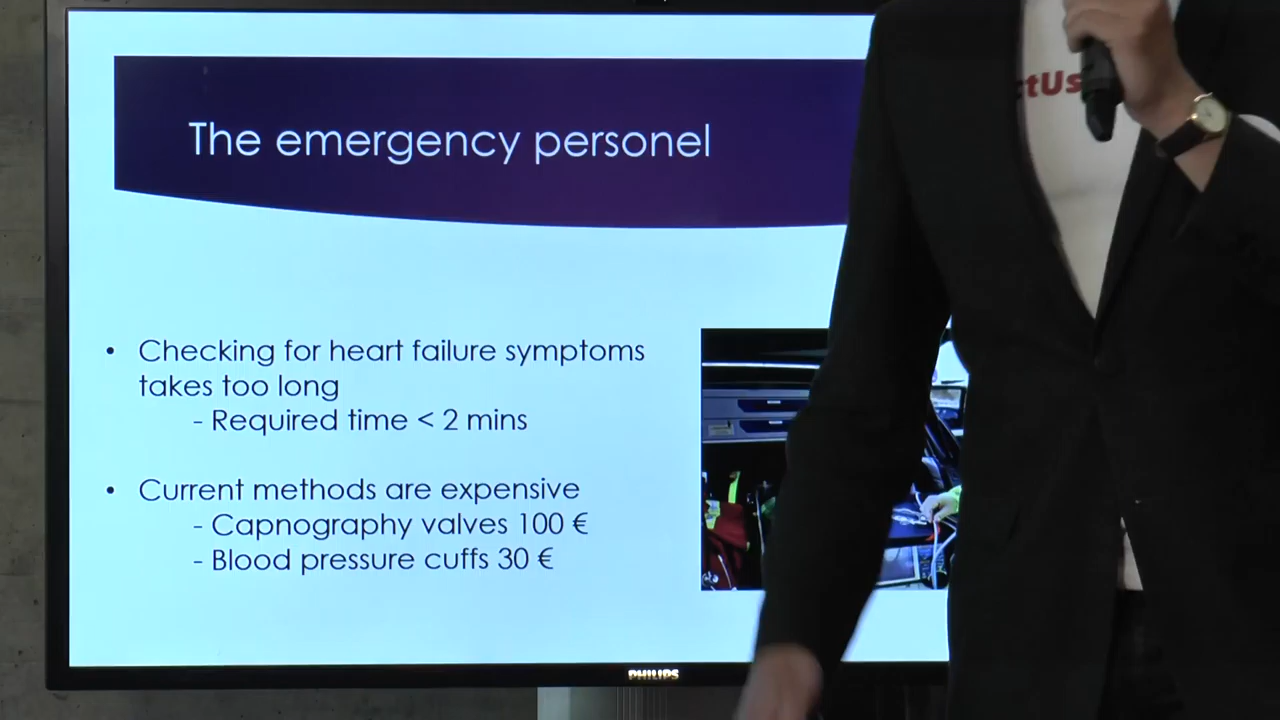 The emergency personel
ctUs
• Checking for heart failure symptoms
takes too long
- Required time < 2 mins
• Current methods are expensive
- Capnography valves 100 €
- Blood pressure cuffs 30 €
PHILIPS